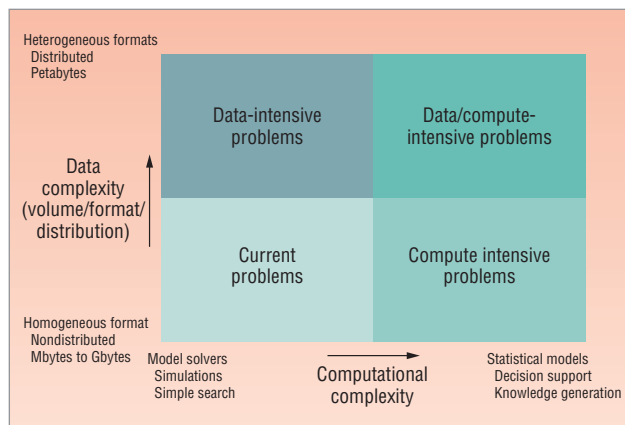 Heterogeneous formats
Distributed
Petabytes
Data-intensive
problems
Data/compute-
intensive problems
Data
complexity
(volume/format/
distribution)
Current
problems
Compute intensive
problems
Homogeneous format
Nondistributed
Mbytes to Gbytes
Model solvers
Simulations
Simple search
Computational
complexity
Statistical models
Decision support
Knowledge generation